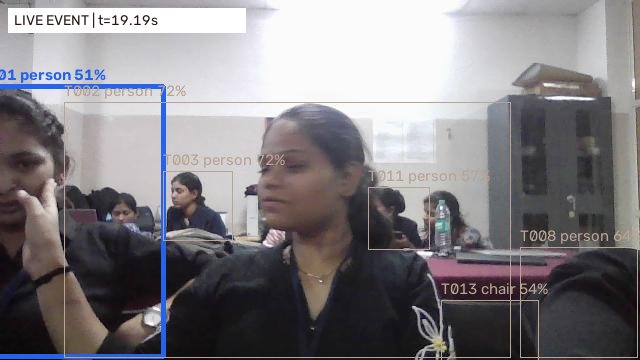 LIVE EVENT | t=19.19s
01 person 51%
T002 person 72%
T003 person 72%
T011 person 57%
T008 person 64
T013 chair 54%